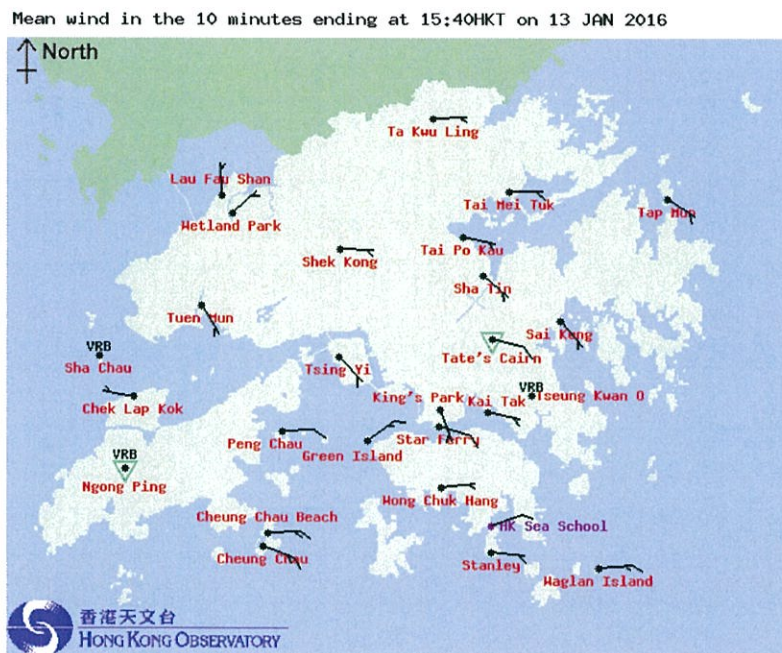 Mean wind in the 10 minutes ending at 15:40HKT on 13 JAN 2016
North
Ta Kwu Ling
Lau Fau Shan
Wetland Park
Tai Mei Tuk
Tap Mun
Tai Po Kau
Shek Kong
Sha Tin
Tuen Mun
Sai Kung
VRB
Sha Chau
Tate's Cairn
Tsing Yi
VRB
Tseung Kwan O
King's Park
Kai Tak
Chek Lap Kok
Peng Chau
Star Ferry
Green Island
VRB
Ngong Ping
Wong Chuk Hang
Cheung Chau Beach
HK Sea School
Cheung Chau
Stanley
Waglan Island
香港天文台
HONG KONG OBSERVATORY